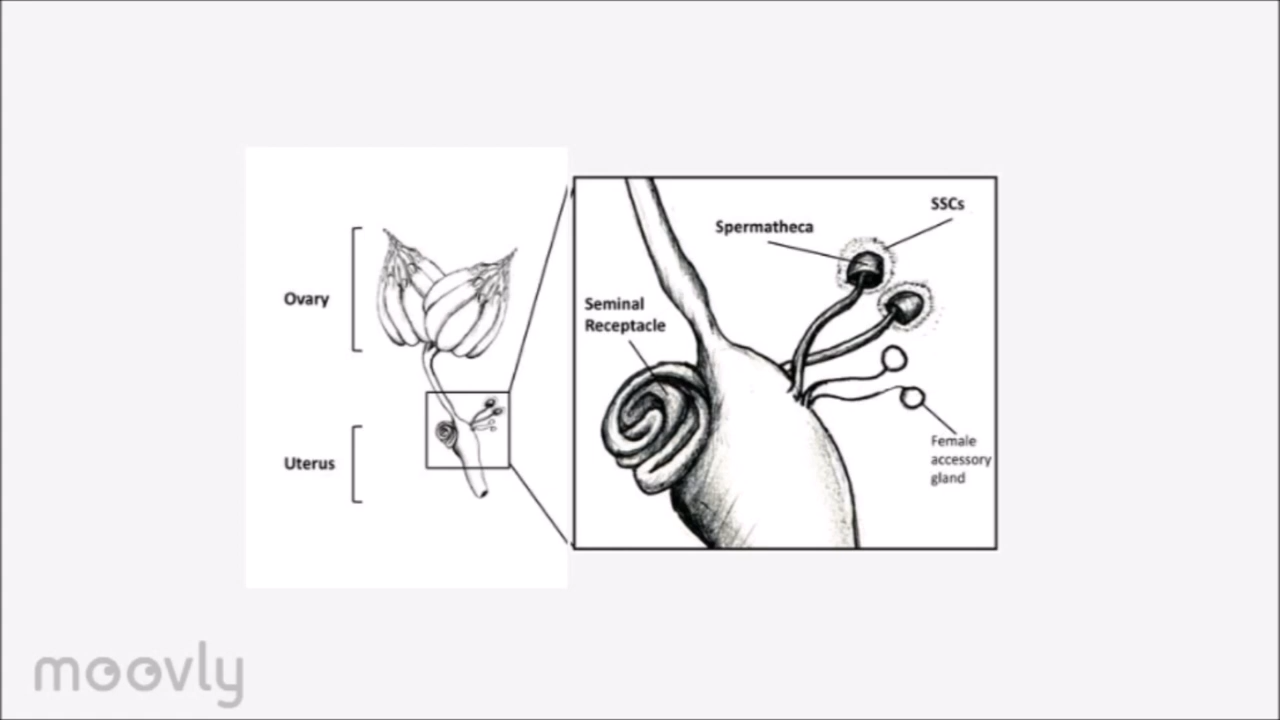 Ovary
Uterus
SSCs
Spermatheca
Seminal
Receptacle
Female
accessory
gland
moovly